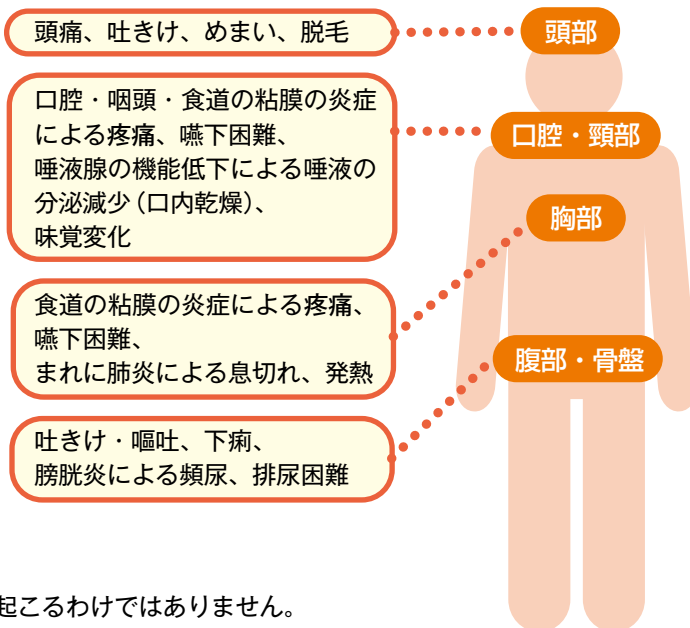 頭痛、吐きけ、めまい、脱毛
頭部
口腔・咽頭・食道の粘膜の炎症
による疼痛、嚥下困難、
唾液腺の機能低下による唾液の
分泌減少（口内乾燥）、
味覚変化
口腔・頸部
胸部
食道の粘膜の炎症による疼痛、
嚥下困難、
まれに肺炎による息切れ、発熱
腹部・骨盤
吐きけ・嘔吐、下痢、
膀胱炎による頻尿、排尿困難
起こるわけではありません。